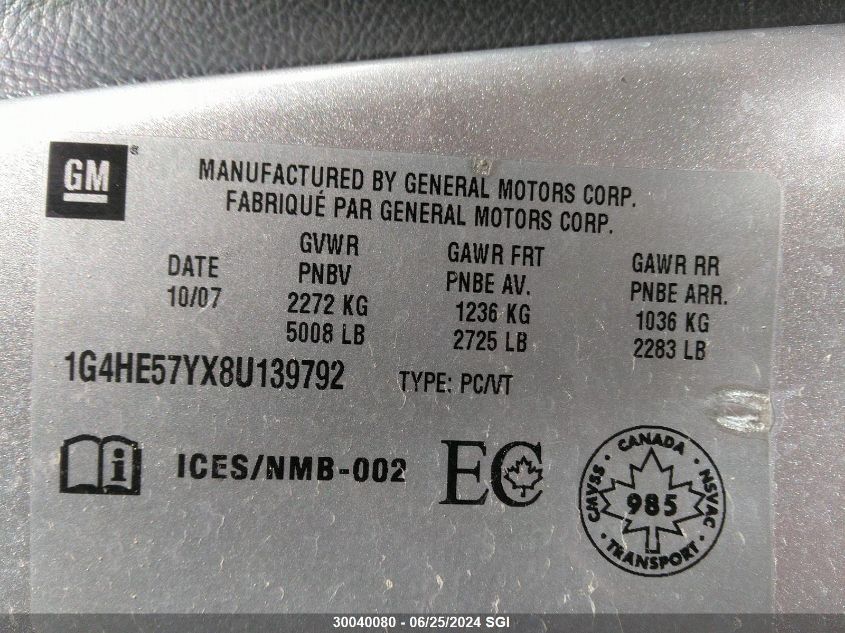 GM ®
MANUFACTURED BY GENERAL MOTORS CORP.
FABRIQUÉ PAR GENERAL MOTORS CORP.
DATE
10/07
GVWR
PNBV
2272 KG
5008 LB
GAWR FRT
PNBE AV.
1236 KG
2725 LB
GAWR RR
PNBE ARR.
1036 KG
2283 LB
1G4HE57YX8U139792 TYPE: PC/VT
i ICES/NMB-002 EC
CANADA
CMVSS 985 NSVAC
TRANSPORT
30040080 - 06/25/2024 SGI